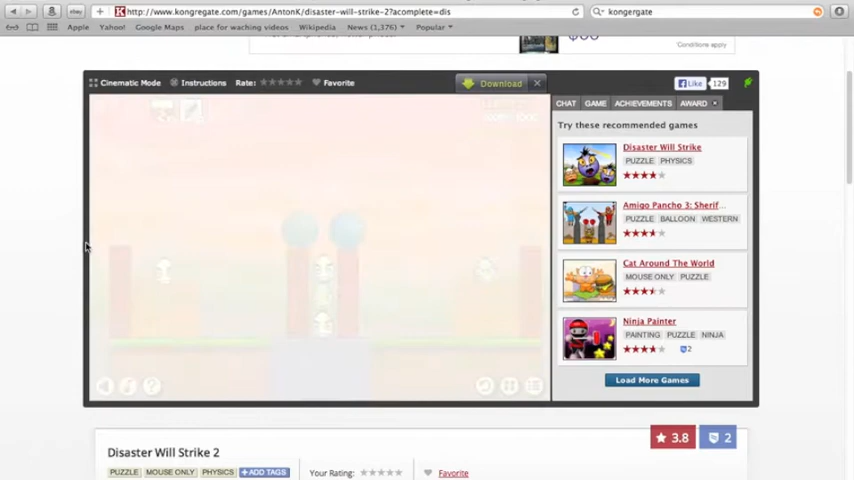 ebay
http://www.kongregate.com/games/AntonK/disaster-will-strike-2?acomplete=dis
kongergate
Apple Yahoo! Google Maps place for waching videos Wikipedia News (1,376) Popular
Conditions apply
Cinematic Mode Instructions Rate: Favorite
Download
Like 129
CHAT GAME ACHIEVEMENTS AWARD
Try these recommended games
Disaster Will Strike
PUZZLE PHYSICS
Amigo Pancho 3: Sherif...
PUZZLE BALLOON WESTERN
Cat Around The World
MOUSE ONLY PUZZLE
Ninja Painter
PAINTING PUZZLE NINJA
2
Load More Games
3.8 2
Disaster Will Strike 2
PUZZLE MOUSE ONLY PHYSICS +ADD TAGS Your Rating: Favorite